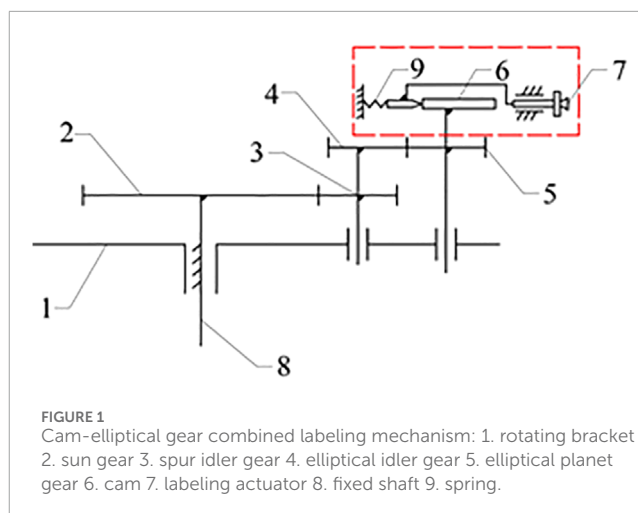 9
6
7
4
2
3
5
1
8
FIGURE 1
Cam-elliptical gear combined labeling mechanism: 1. rotating bracket
2. sun gear 3. spur idler gear 4. elliptical idler gear 5. elliptical planet
gear 6. cam 7. labeling actuator 8. fixed shaft 9. spring.